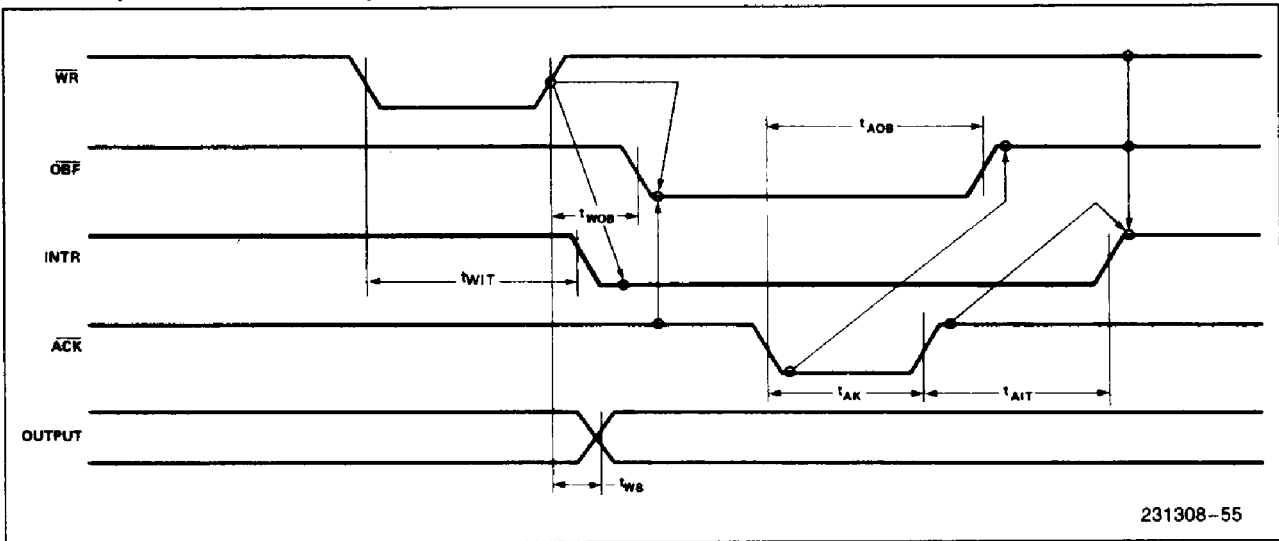 WR
tAOB
OBF
tWOB
INTR
tWIT
ACK
tAK
tAIT
OUTPUT
tWB
231308-55